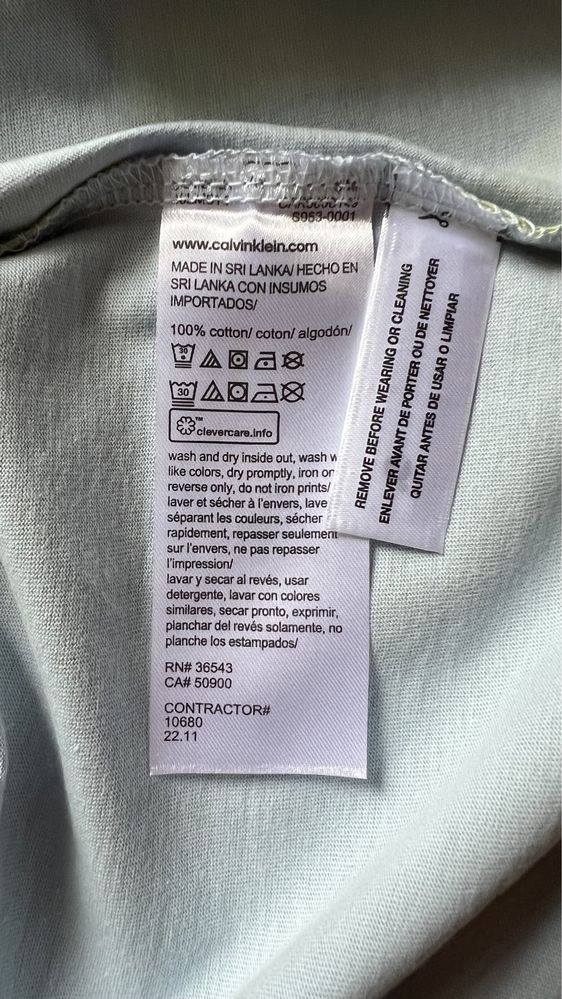 S953-0001
www.calvinklein.com
MADE IN SRI LANKA/ HECHO EN
SRI LANKA CON INSUMOS
IMPORTADOS/
100% cotton/ coton/ algodón/
30
30
™
clevercare.info
wash and dry inside out, wash
like colors, dry promptly, iron on
reverse only, do not iron prints/
laver et sécher à l'envers, lave
séparant les couleurs, sécher
rapidement, repasser seulement
sur l'envers, ne pas repasser
l'impression/
lavar y secar al revés, usar
detergente, lavar con colores
similares, secar pronto, exprimir,
planchar del revés solamente, no
planche los estampados/
RN# 36543
CA# 50900
CONTRACTOR#
10680
22.11
REMOVE BEFORE WEARING OR CLEANING
ENLEVER AVANT DE PORTER OU DE NETTOYER
QUITAR ANTES DE USAR O LIMPIAR